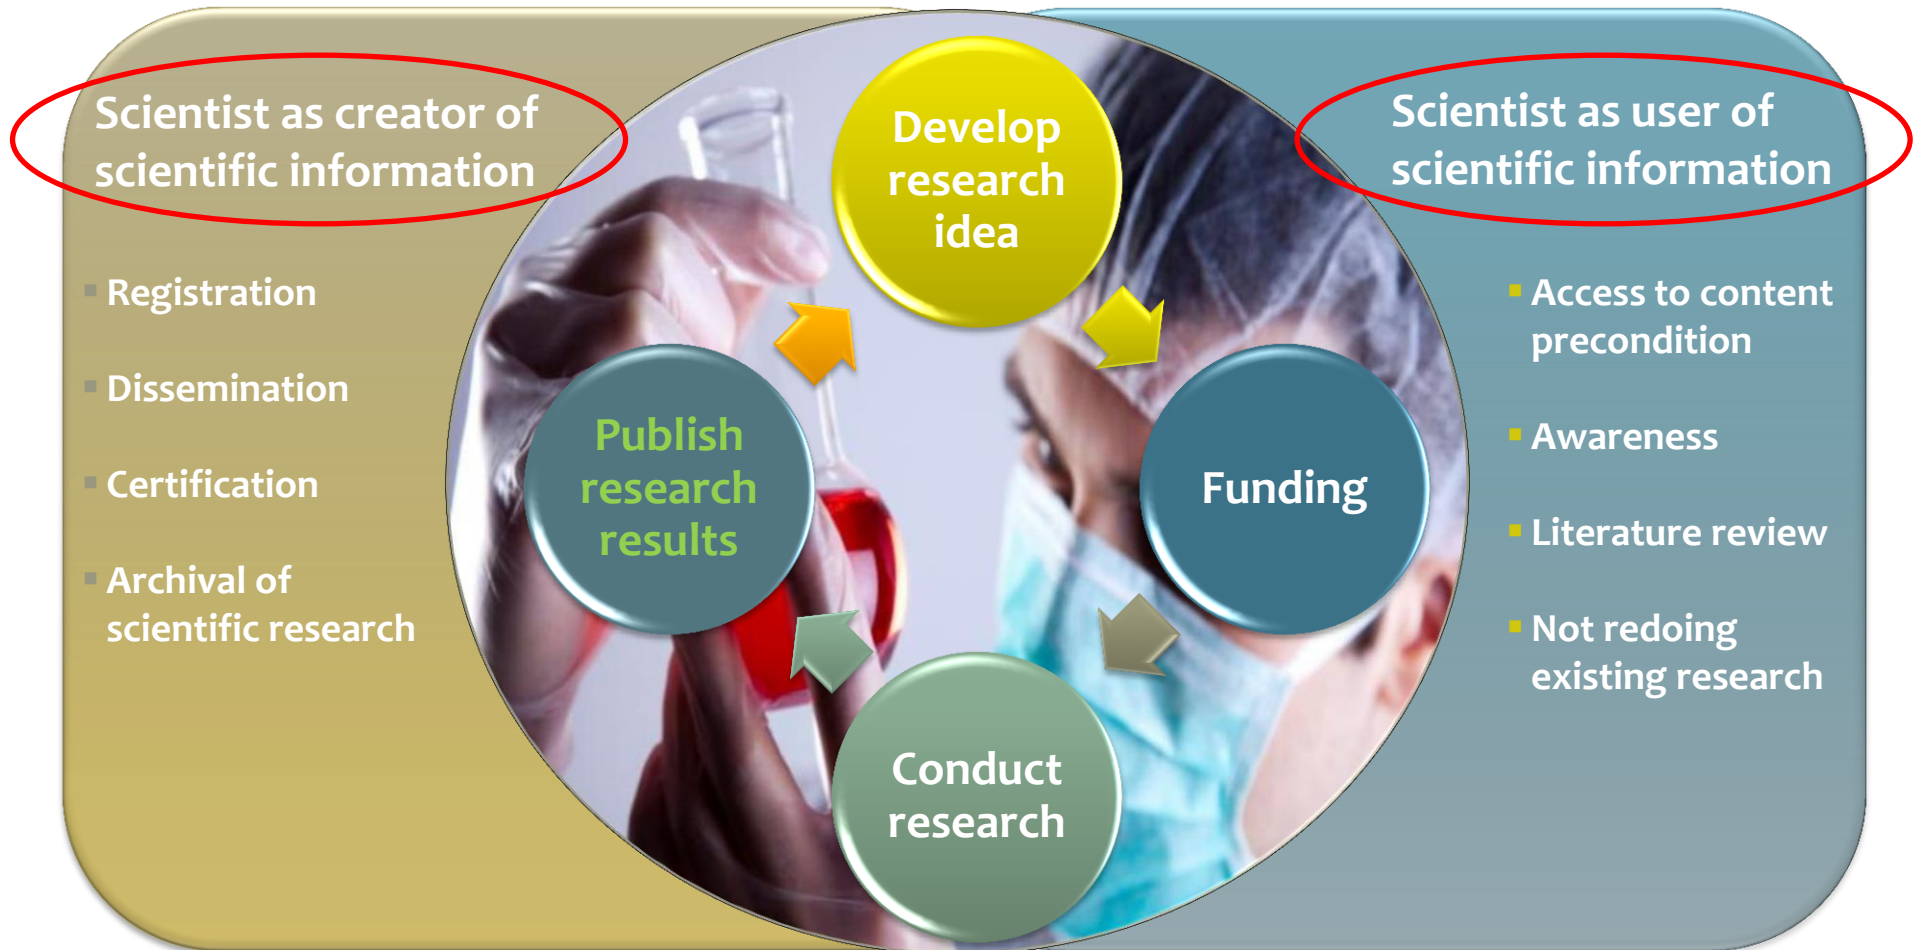 Scientist as creator of
scientific information
▪ Registration
▪ Dissemination
▪ Certification
▪ Archival of
scientific research
Develop
research
idea
Funding
Conduct
research
Publish
research
results
Scientist as user of
scientific information
▪ Access to content
precondition
▪ Awareness
▪ Literature review
▪ Not redoing
existing research